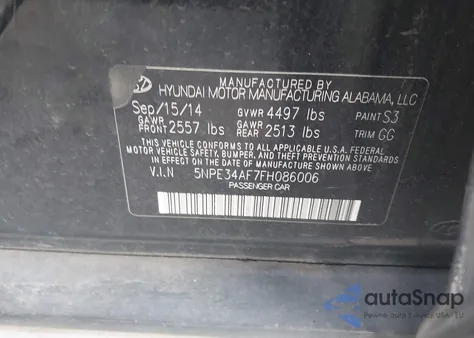 MANUFACTURED BY
HYUNDAI MOTOR MANUFACTURING ALABAMA, LLC
Sep/15/14 GVWR 4497 lbs PAINT S3
GAWR FRONT 2557 lbs GAWR REAR 2513 lbs TRIM GG
THIS VEHICLE CONFORMS TO ALL APPLICABLE U.S. FEDERAL
MOTOR VEHICLE SAFETY, BUMPER, AND THEFT PREVENTION STANDARDS
IN EFFECT ON THE DATE OF MANUFACTURE SHOWN ABOVE.
V.I.N 5NPE34AF7FH086006
PASSENGER CAR
autoSnap